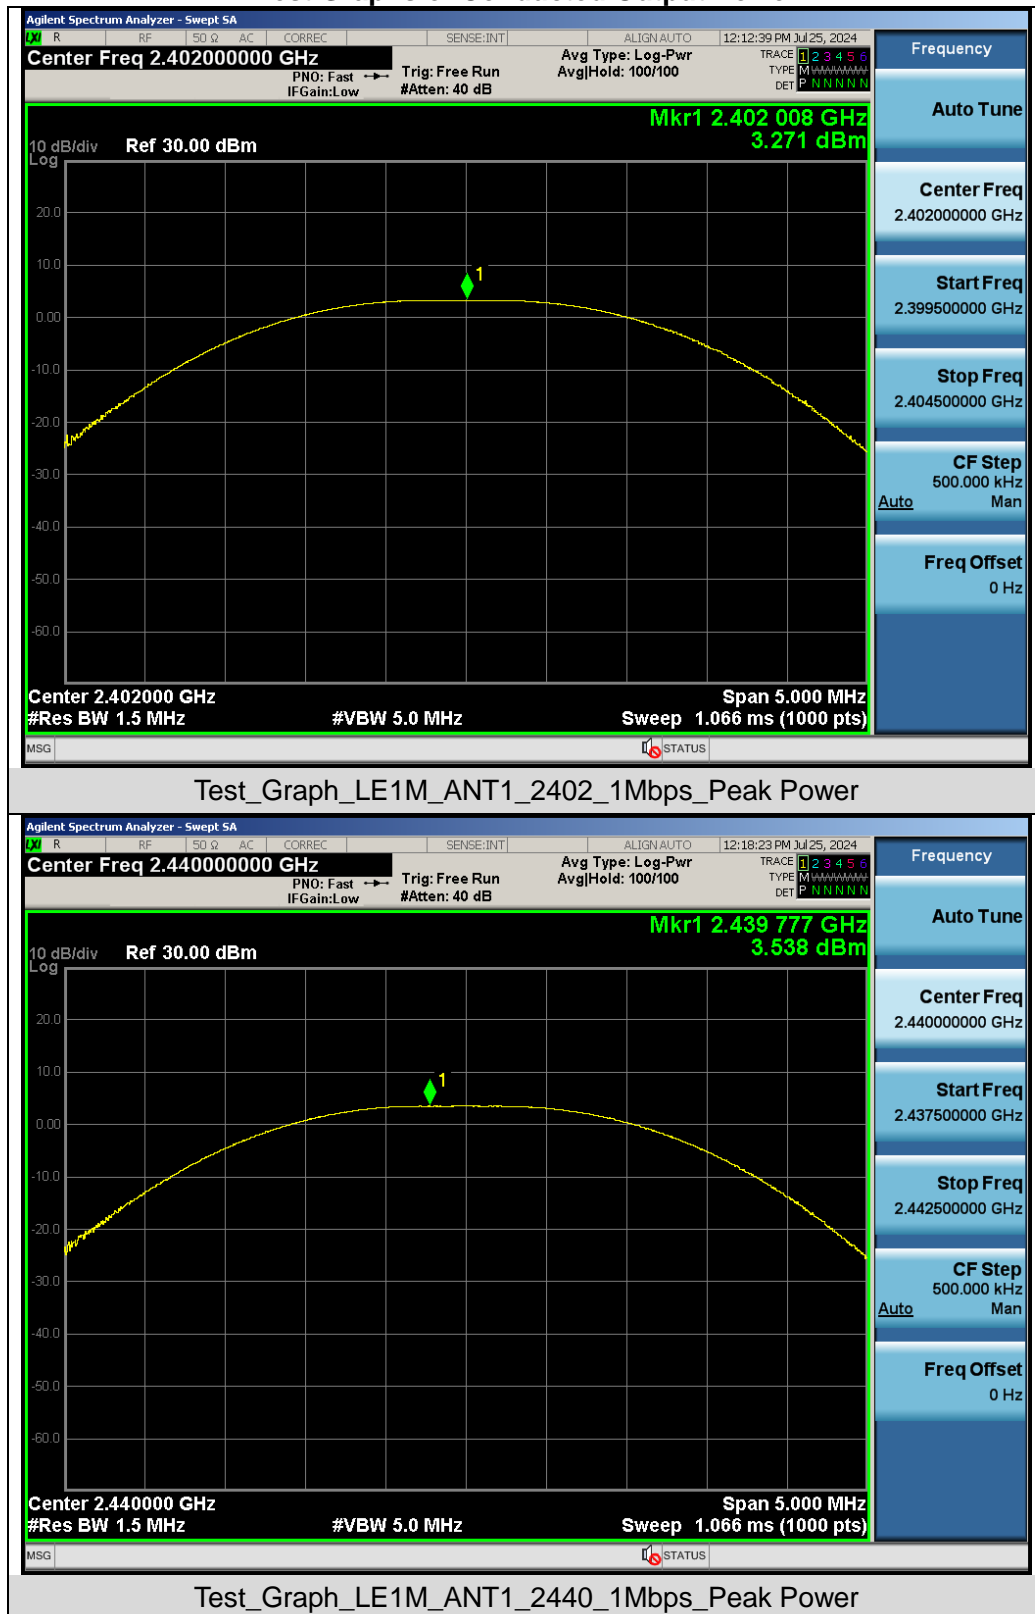 Agilent Spectrum Analyzer - Swept SA
LXI R RF 50 Ω AC CORREC SENSE:INT ALIGN AUTO 12:12:39 PM Jul 25, 2024
Center Freq 2.402000000 GHz
PNO: Fast
IFGain:Low
Trig: Free Run
#Atten: 40 dB
Avg Type: Log-Pwr
Avg|Hold: 100/100
TRACE 1 2 3 4 5 6
TYPE M
DET P N N N N N
Mkr1 2.402 008 GHz
3.271 dBm
10 dB/div Ref 30.00 dBm
Log
20.0
10.0
1
0.00
-10.0
-20.0
-30.0
-40.0
-50.0
-60.0
Center 2.402000 GHz Span 5.000 MHz
#Res BW 1.5 MHz #VBW 5.0 MHz Sweep 1.066 ms (1000 pts)
MSG STATUS
Frequency
Auto Tune
Center Freq
2.402000000 GHz
Start Freq
2.399500000 GHz
Stop Freq
2.404500000 GHz
CF Step
500.000 kHz
Auto Man
Freq Offset
0 Hz
Test_Graph_LE1M_ANT1_2402_1Mbps_Peak Power
Agilent Spectrum Analyzer - Swept SA
LXI R RF 50 Ω AC CORREC SENSE:INT ALIGN AUTO 12:18:23 PM Jul 25, 2024
Center Freq 2.440000000 GHz
PNO: Fast
IFGain:Low
Trig: Free Run
#Atten: 40 dB
Avg Type: Log-Pwr
Avg|Hold: 100/100
TRACE 1 2 3 4 5 6
TYPE M
DET P N N N N N
Mkr1 2.439 777 GHz
3.538 dBm
10 dB/div Ref 30.00 dBm
Log
20.0
10.0
1
0.00
-10.0
-20.0
-30.0
-40.0
-50.0
-60.0
Center 2.440000 GHz Span 5.000 MHz
#Res BW 1.5 MHz #VBW 5.0 MHz Sweep 1.066 ms (1000 pts)
MSG STATUS
Frequency
Auto Tune
Center Freq
2.440000000 GHz
Start Freq
2.437500000 GHz
Stop Freq
2.442500000 GHz
CF Step
500.000 kHz
Auto Man
Freq Offset
0 Hz
Test_Graph_LE1M_ANT1_2440_1Mbps_Peak Power